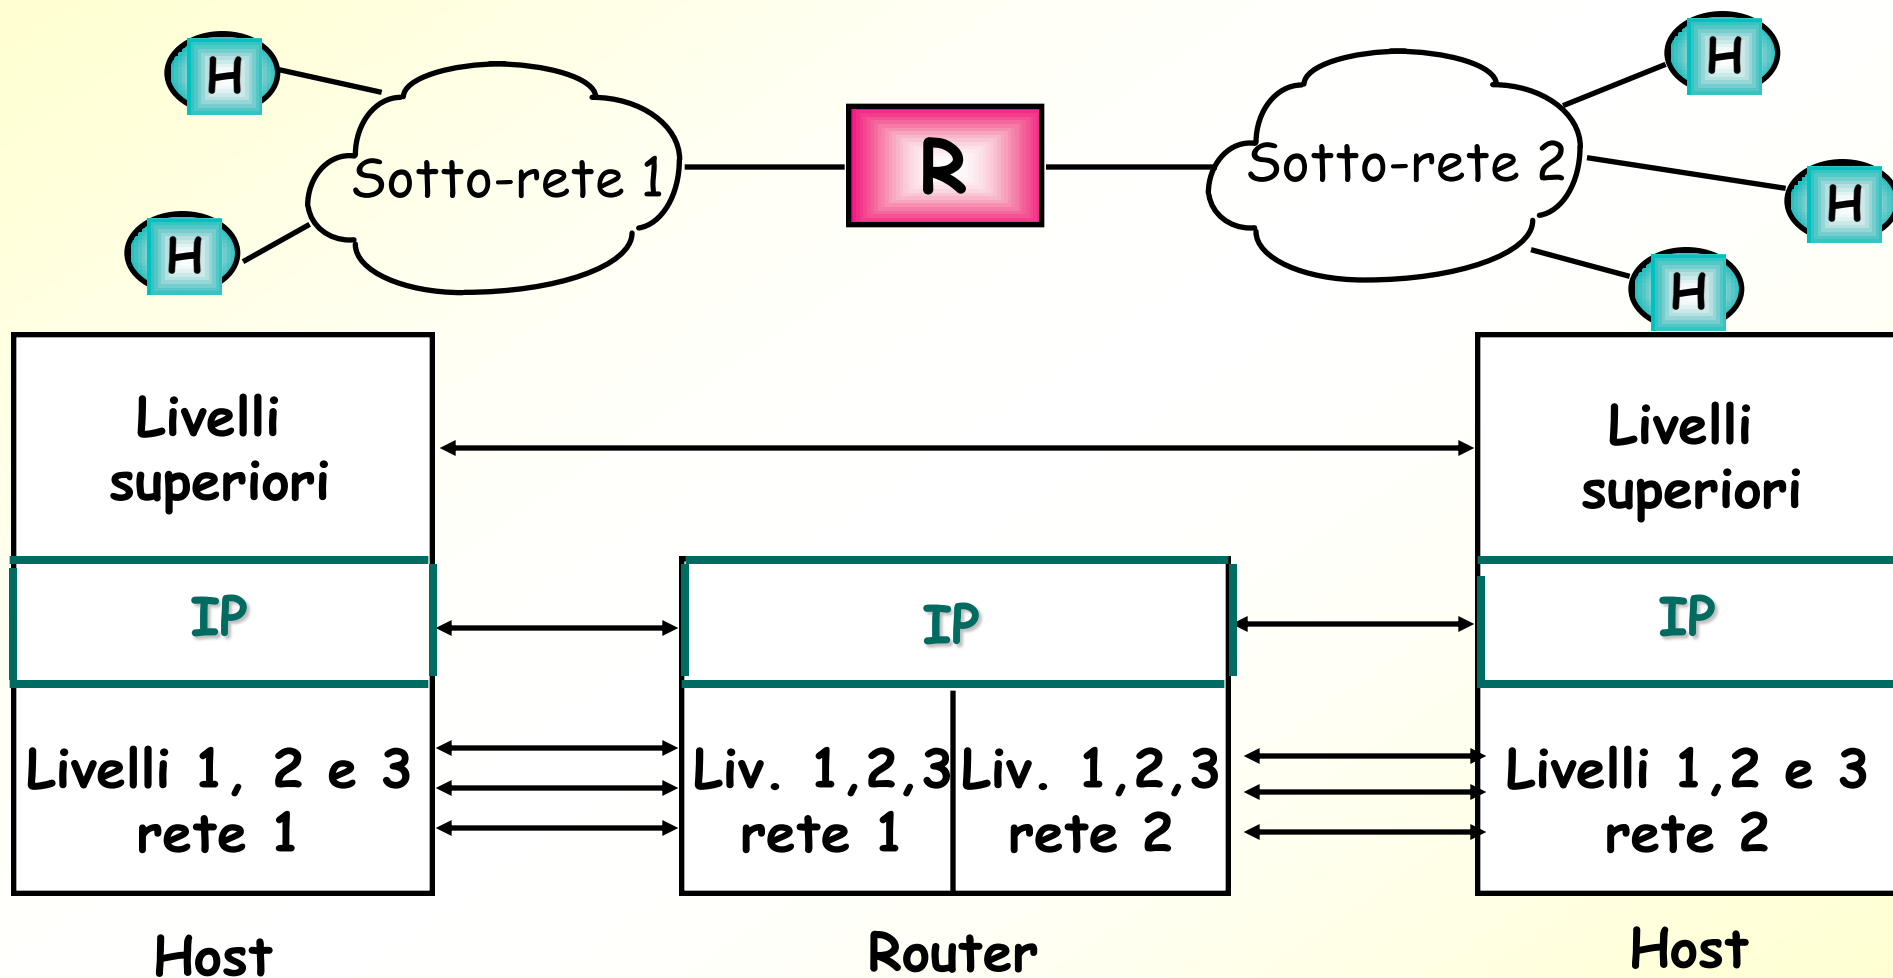 H
H
Sotto-rete 1
R
Sotto-rete 2
H
H
H
Livelli
superiori
Livelli
superiori
IP
IP
IP
Livelli 1, 2 e 3
rete 1
Liv. 1,2,3
rete 1
Liv. 1,2,3
rete 2
Livelli 1,2 e 3
rete 2
Host
Router
Host